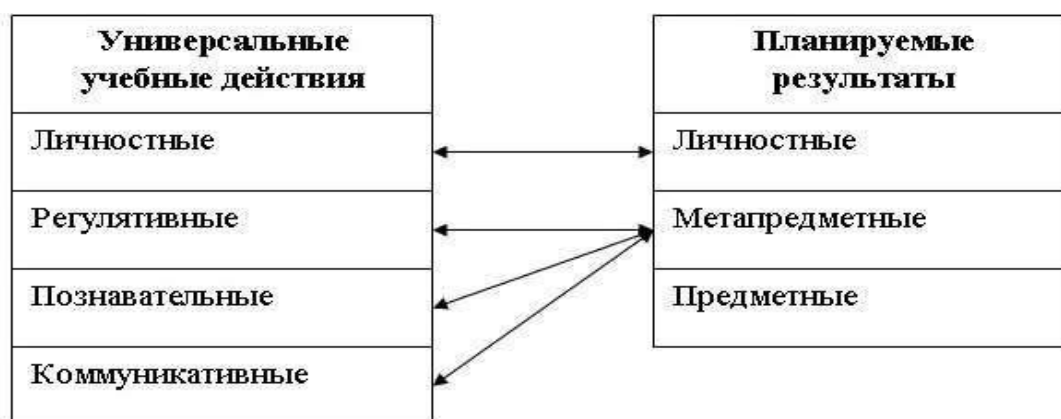 Универсальные
учебные действия
Личностные
Регулятивные
Познавательные
Коммуникативные
Планируемые
результаты
Личностные
Метапредметные
Предметные